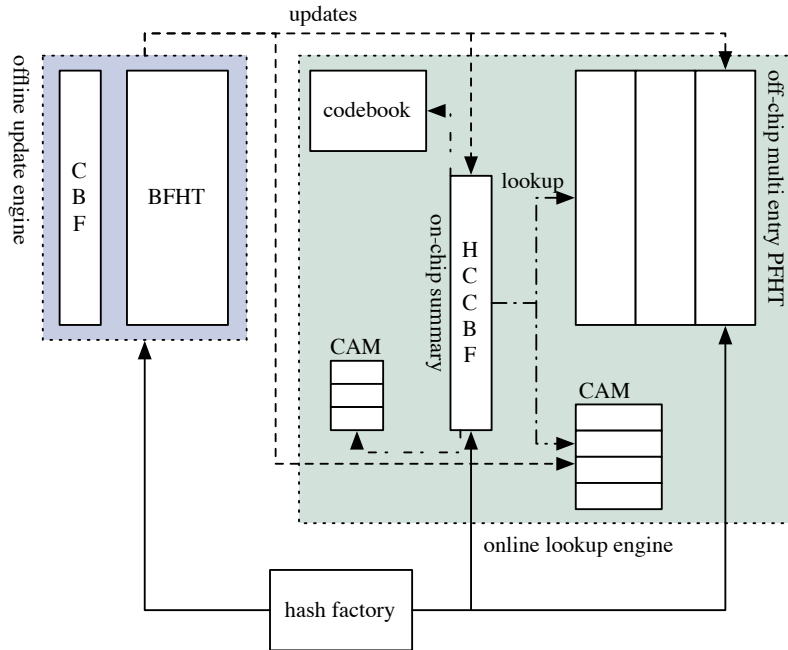 updates
offline update engine
C
B
F
BFHT
codebook
lookup
off-chip multi entry PFHT
on-chip summary
H
C
C
B
F
CAM
CAM
online lookup engine
hash factory